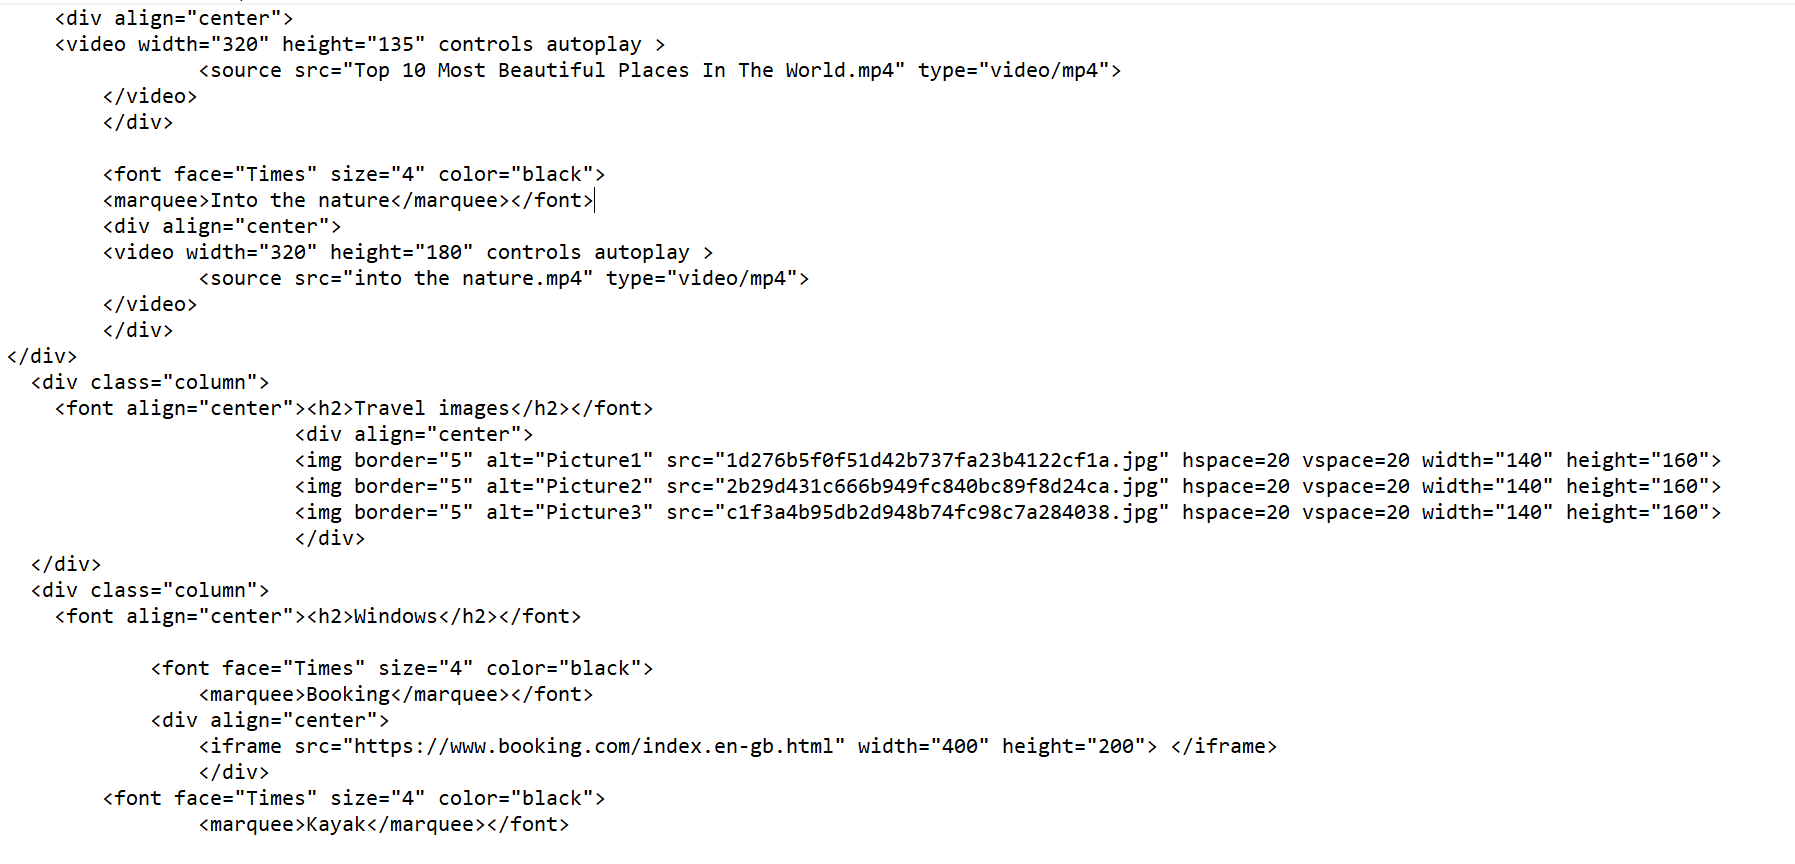 <div align="center">
<video width="320" height="135" controls autoplay >
<source src="Top 10 Most Beautiful Places In The World.mp4" type="video/mp4">
</video>
</div>
<font face="Times" size="4" color="black">
<marquee>Into the nature</marquee></font>
<div align="center">
<video width="320" height="180" controls autoplay >
<source src="into the nature.mp4" type="video/mp4">
</video>
</div>
</div>
<div class="column">
<font align="center"><h2>Travel images</h2></font>
<div align="center">
<img border="5" alt="Picture1" src="1d276b5f0f51d42b737fa23b4122cf1a.jpg" hspace=20 vspace=20 width="140" height="160">
<img border="5" alt="Picture2" src="2b29d431c666b949fc840bc89f8d24ca.jpg" hspace=20 vspace=20 width="140" height="160">
<img border="5" alt="Picture3" src="c1f3a4b95db2d948b74fc98c7a284038.jpg" hspace=20 vspace=20 width="140" height="160">
</div>
</div>
<div class="column">
<font align="center"><h2>Windows</h2></font>
<font face="Times" size="4" color="black">
<marquee>Booking</marquee></font>
<div align="center">
<iframe src="https://www.booking.com/index.en-gb.html" width="400" height="200"> </iframe>
</div>
<font face="Times" size="4" color="black">
<marquee>Kayak</marquee></font>